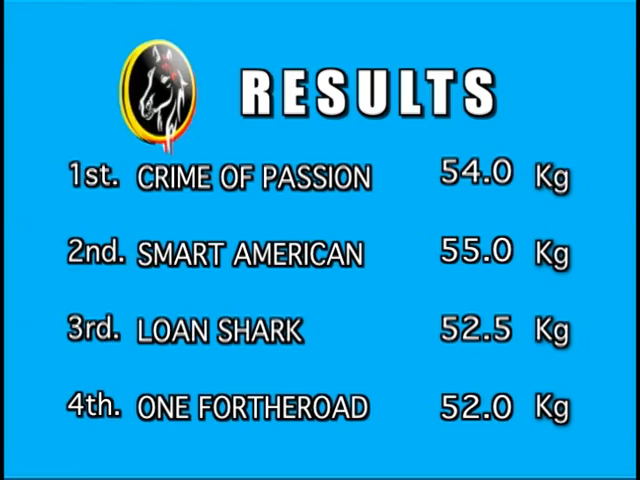 RESULTS
1st. CRIME OF PASSION 54.0 Kg
2nd. SMART AMERICAN 55.0 Kg
3rd. LOAN SHARK 52.5 Kg
4th. ONE FORTHEROAD 52.0 Kg